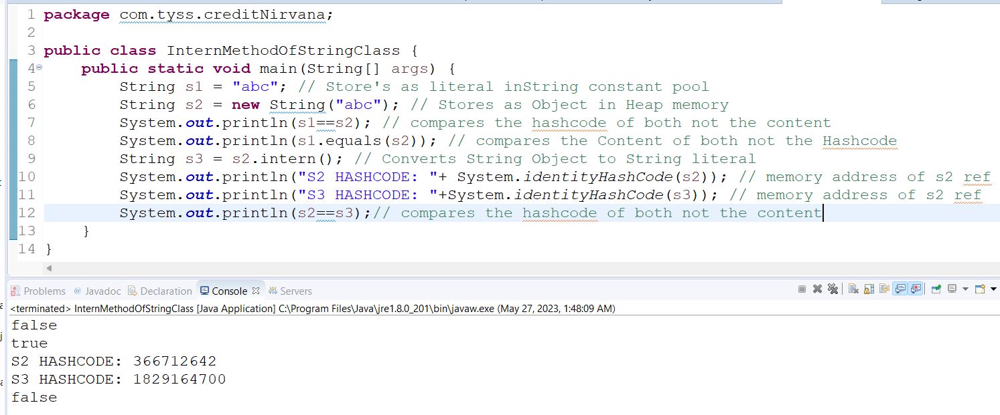 1 package com.tyss.creditNirvana;
2
3 public class InternMethodOfStringClass {
4 public static void main(String[] args) {
5 String s1 = "abc"; // Store's as literal inString constant pool
6 String s2 = new String("abc"); // Stores as Object in Heap memory
7 System.out.println(s1==s2); // compares the hashcode of both not the content
8 System.out.println(s1.equals(s2)); // compares the Content of both not the Hashcode
9 String s3 = s2.intern(); // Converts String Object to String literal
10 System.out.println("S2 HASHCODE: "+ System.identityHashCode(s2)); // memory address of s2 ref
11 System.out.println("S3 HASHCODE: "+System.identityHashCode(s3)); // memory address of s2 ref
12 System.out.println(s2==s3);// compares the hashcode of both not the content
13 }
14 }
Problems @ Javadoc Declaration Console Servers
<terminated> InternMethodOfStringClass [Java Application] C:\Program Files\Java\jre1.8.0_201\bin\javaw.exe (May 27, 2023, 1:48:09 AM)
false
true
S2 HASHCODE: 366712642
S3 HASHCODE: 1829164700
false